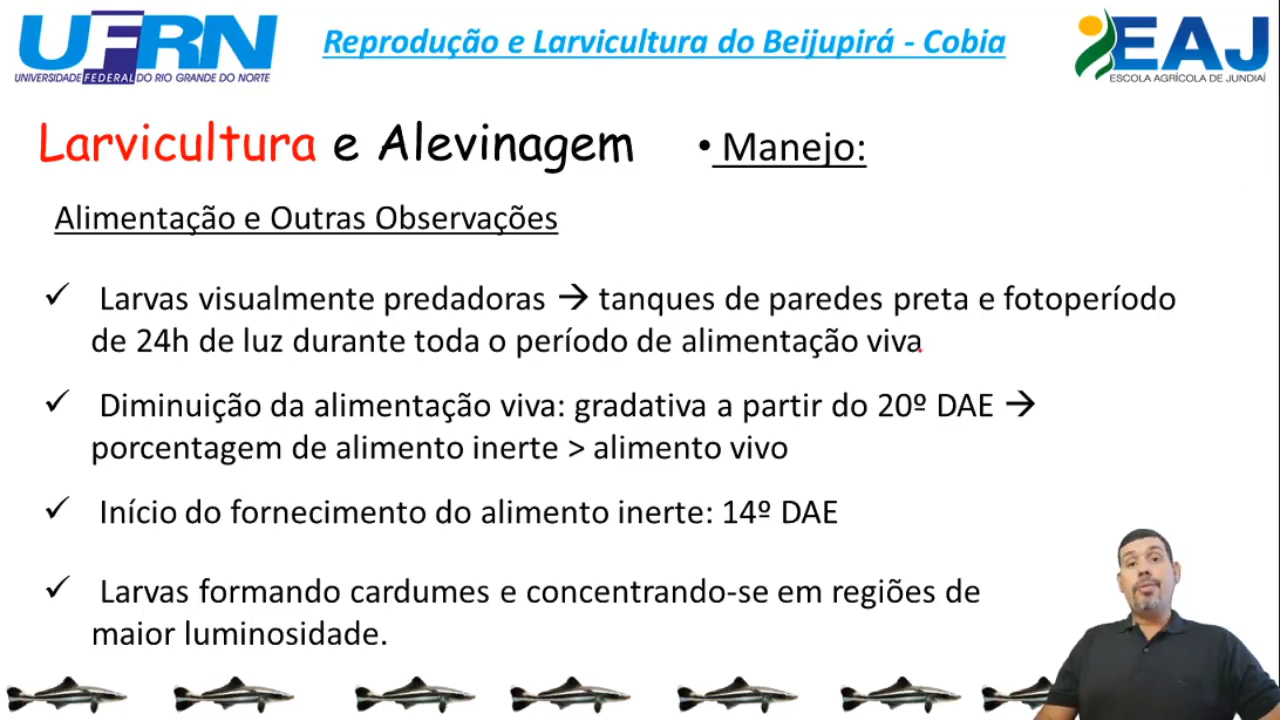 UFRN
UNIVERSIDADE FEDERAL DO RIO GRANDE DO NORTE
Reprodução e Larvicultura do Beijupirá - Cobia
EAJ
ESCOLA AGRÍCOLA DE JUNDIAÍ
Larvicultura e Alevinagem
• Manejo:
Alimentação e Outras Observações
✓ Larvas visualmente predadoras → tanques de paredes preta e fotoperíodo
de 24h de luz durante toda o período de alimentação viva
✓ Diminuição da alimentação viva: gradativa a partir do 20º DAE →
porcentagem de alimento inerte > alimento vivo
✓ Início do fornecimento do alimento inerte: 14º DAE
✓ Larvas formando cardumes e concentrando-se em regiões de
maior luminosidade.